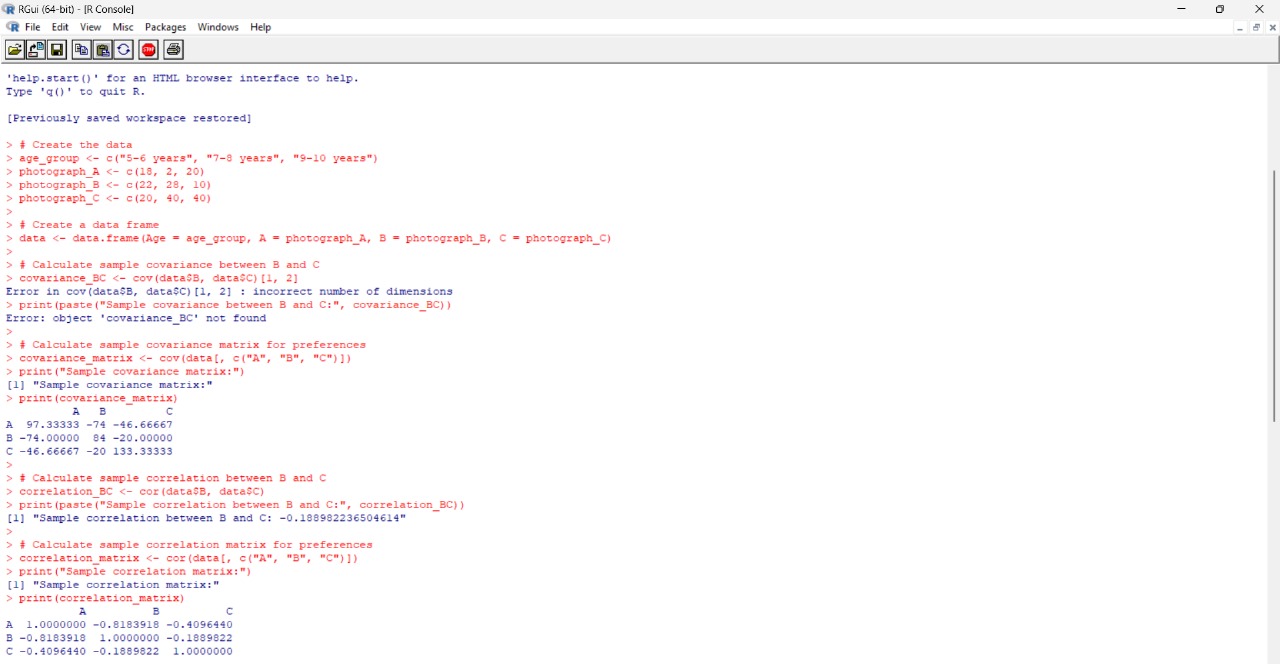 RGui (64-bit) - [R Console]
File Edit View Misc Packages Windows Help
STOP
'help.start()' for an HTML browser interface to help.
Type 'q()' to quit R.
[Previously saved workspace restored]
> # Create the data
> age_group <- c("5-6 years", "7-8 years", "9-10 years")
> photograph_A <- c(18, 2, 20)
> photograph_B <- c(22, 28, 10)
> photograph_C <- c(20, 40, 40)
>
> # Create a data frame
> data <- data.frame(Age = age_group, A = photograph_A, B = photograph_B, C = photograph_C)
>
> # Calculate sample covariance between B and C
> covariance_BC <- cov(data$B, data$C)[1, 2]
Error in cov(data$B, data$C)[1, 2] : incorrect number of dimensions
> print(paste("Sample covariance between B and C:", covariance_BC))
Error: object 'covariance_BC' not found
>
> # Calculate sample covariance matrix for preferences
> covariance_matrix <- cov(data[, c("A", "B", "C")])
> print("Sample covariance matrix:")
[1] "Sample covariance matrix:"
> print(covariance_matrix)
A B C
A 97.33333 -74 -46.66667
B -74.00000 84 -20.00000
C -46.66667 -20 133.33333
>
> # Calculate sample correlation between B and C
> correlation_BC <- cor(data$B, data$C)
> print(paste("Sample correlation between B and C:", correlation_BC))
[1] "Sample correlation between B and C: -0.188982236504614"
>
> # Calculate sample correlation matrix for preferences
> correlation_matrix <- cor(data[, c("A", "B", "C")])
> print("Sample correlation matrix:")
[1] "Sample correlation matrix:"
> print(correlation_matrix)
A B C
A 1.0000000 -0.8183918 -0.4096440
B -0.8183918 1.0000000 -0.1889822
C -0.4096440 -0.1889822 1.0000000